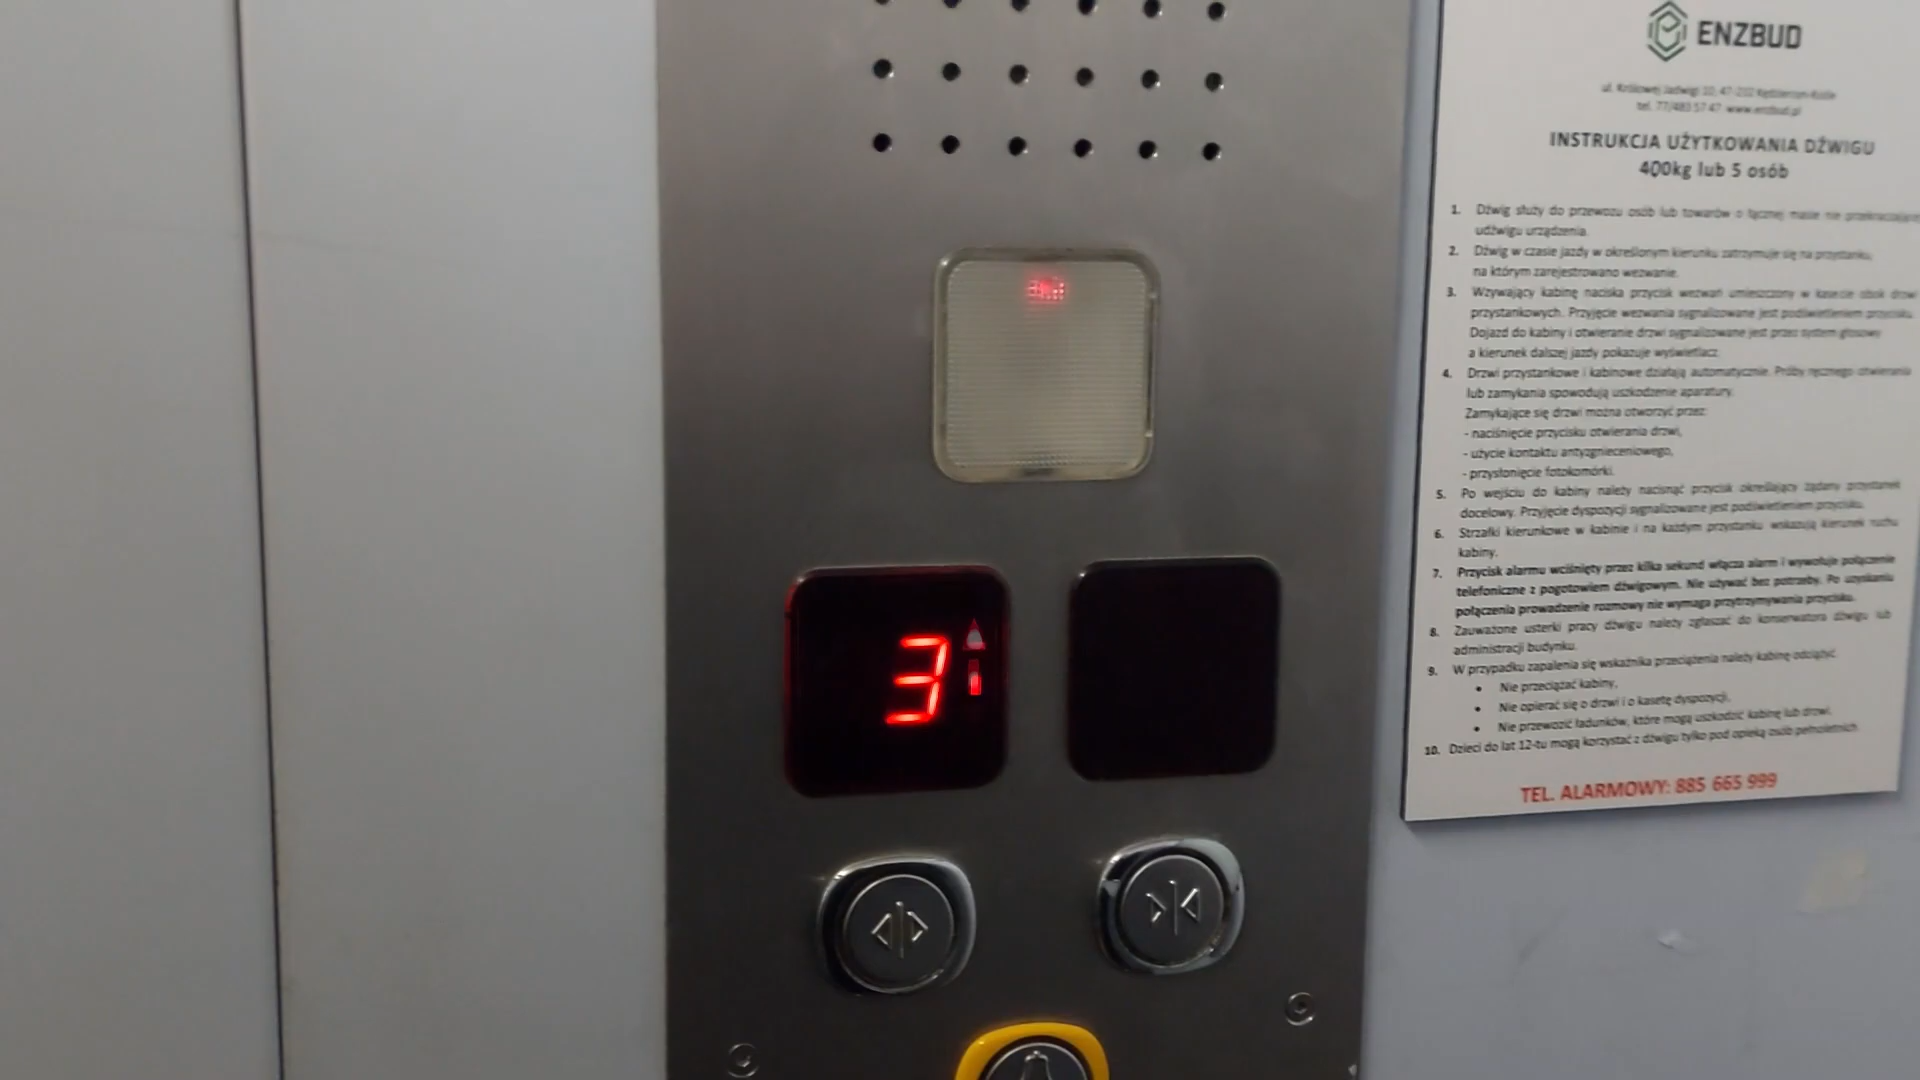 ENZBUD
ul. Królowej Jadwigi 10, 47-232 Kędzierzyn-Koźle
tel. 77/483 57 47 www.enzbud.pl
INSTRUKCJA UŻYTKOWANIA DŹWIGU
400kg lub 5 osób
1. Dźwig służy do przewozu osób lub towarów o łącznej masie nie przekraczającej
udźwigu urządzenia.
2. Dźwig w czasie jazdy w określonym kierunku zatrzymuje się na przystanku,
na którym zarejestrowano wezwanie.
3. Wzywający kabinę naciska przycisk wezwań umieszczony w kasecie obok drzwi
przystankowych. Przyjęcie wezwania sygnalizowane jest podświetleniem przycisku.
Dojazd do kabiny i otwieranie drzwi sygnalizowane jest przez system głosowy
a kierunek dalszej jazdy pokazuje wyświetlacz.
4. Drzwi przystankowe i kabinowe działają automatycznie. Próby ręcznego otwierania
lub zamykania spowodują uszkodzenie aparatury.
Zamykające się drzwi można otworzyć przez:
- naciśnięcie przycisku otwierania drzwi,
- użycie kontaktu antyzgnieceniowego,
- przysłonięcie fotokomórki.
5. Po wejściu do kabiny należy nacisnąć przycisk określający żądany przystanek
docelowy. Przyjęcie dyspozycji sygnalizowane jest podświetleniem przycisku.
6. Strzałki kierunkowe w kabinie i na każdym przystanku wskazują kierunek ruchu
kabiny.
7. Przycisk alarmu wciśnięty przez kilka sekund włącza alarm i wywołuje połączenie
telefoniczne z pogotowiem dźwigowym. Nie używać bez potrzeby. Po uzyskaniu
połączenia prowadzenie rozmowy nie wymaga przytrzymywania przycisku.
8. Zauważone usterki pracy dźwigu należy zgłaszać do konserwatora dźwigu lub
administracji budynku.
9. W przypadku zapalenia się wskaźnika przeciążenia należy kabinę odciążyć.
• Nie przeciążać kabiny,
• Nie opierać się o drzwi i o kasetę dyspozycji,
• Nie przewozić ładunków, które mogą uszkodzić kabinę lub drzwi.
10. Dzieci do lat 12-tu mogą korzystać z dźwigu tylko pod opieką osób pełnoletnich.
TEL. ALARMOWY: 885 665 999
3